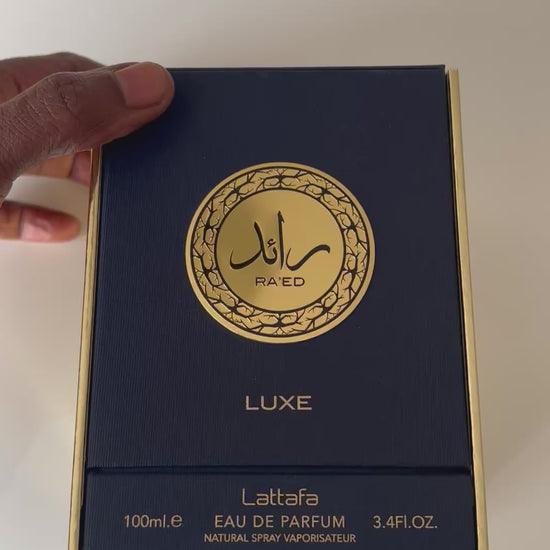 رائد
RA'ED
LUXE
Lattafa
100ml.e EAU DE PARFUM 3.4Fl.OZ.
NATURAL SPRAY VAPORISATEUR